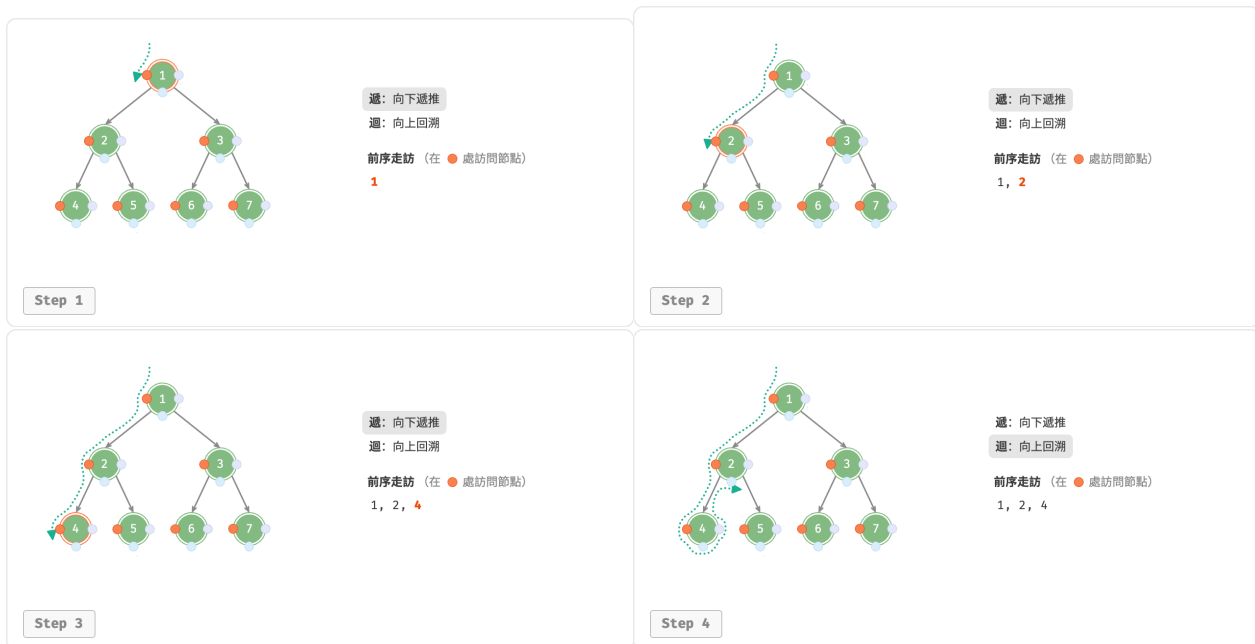 1
2 3
4 5 6 7
遞：向下遞推
迴：向上回溯
前序走訪 （在 處訪問節點）
1
Step 1
1
2 3
4 5 6 7
遞：向下遞推
迴：向上回溯
前序走訪 （在 處訪問節點）
1, 2
Step 2
1
2 3
4 5 6 7
遞：向下遞推
迴：向上回溯
前序走訪 （在 處訪問節點）
1, 2, 4
Step 3
1
2 3
4 5 6 7
遞：向下遞推
迴：向上回溯
前序走訪 （在 處訪問節點）
1, 2, 4
Step 4